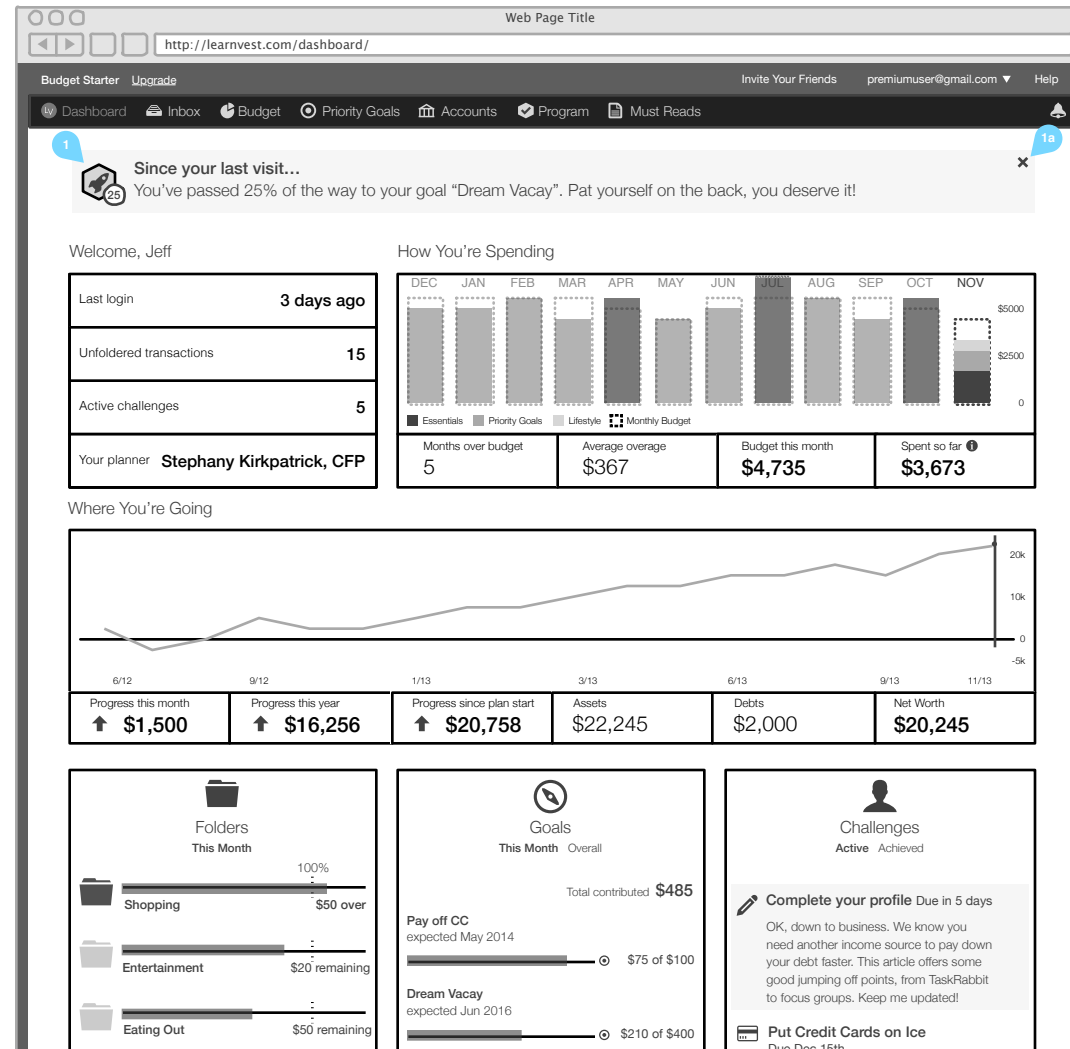 Web Page Title
http://learnvest.com/dashboard/
Budget Starter Upgrade Invite Your Friends premiumuser@gmail.com ▼ Help
LV Dashboard Inbox Budget Priority Goals Accounts Program Must Reads
1 1a
Since your last visit…
25 You’ve passed 25% of the way to your goal “Dream Vacay”. Pat yourself on the back, you deserve it!
Welcome, Jeff
Last login 3 days ago
Unfoldered transactions 15
Active challenges 5
Your planner Stephany Kirkpatrick, CFP
How You’re Spending
DEC JAN FEB MAR APR MAY JUN JUL AUG SEP OCT NOV
$5000
$2500
0
Essentials Priority Goals Lifestyle Monthly Budget
Months over budget Average overage Budget this month Spent so far
5 $367 $4,735 $3,673
Where You’re Going
20k
10k
0
-5k
6/12 9/12 1/13 3/13 6/13 9/13 11/13
Progress this month Progress this year Progress since plan start Assets Debts Net Worth
$1,500 $16,256 $20,758 $22,245 $2,000 $20,245
Folders
This Month
100%
Shopping $50 over
Entertainment $20 remaining
Eating Out $50 remaining
Goals
This Month Overall
Total contributed $485
Pay off CC
expected May 2014
$75 of $100
Dream Vacay
expected Jun 2016
$210 of $400
Challenges
Active Achieved
Complete your profile Due in 5 days
OK, down to business. We know you
need another income source to pay down
your debt faster. This article offers some
good jumping off points, from TaskRabbit
to focus groups. Keep me updated!
Put Credit Cards on Ice
Due Dec 15th